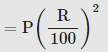 = P(R/100)²